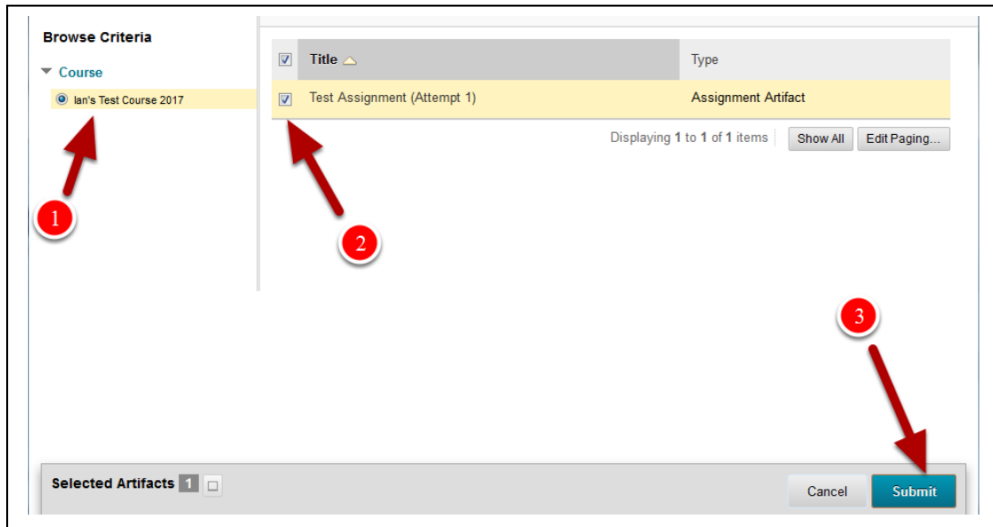 Browse Criteria
Course
Ian's Test Course 2017
Title Type
Test Assignment (Attempt 1) Assignment Artifact
Displaying 1 to 1 of 1 items Show All Edit Paging...
1
2
3
Selected Artifacts 1 Cancel Submit